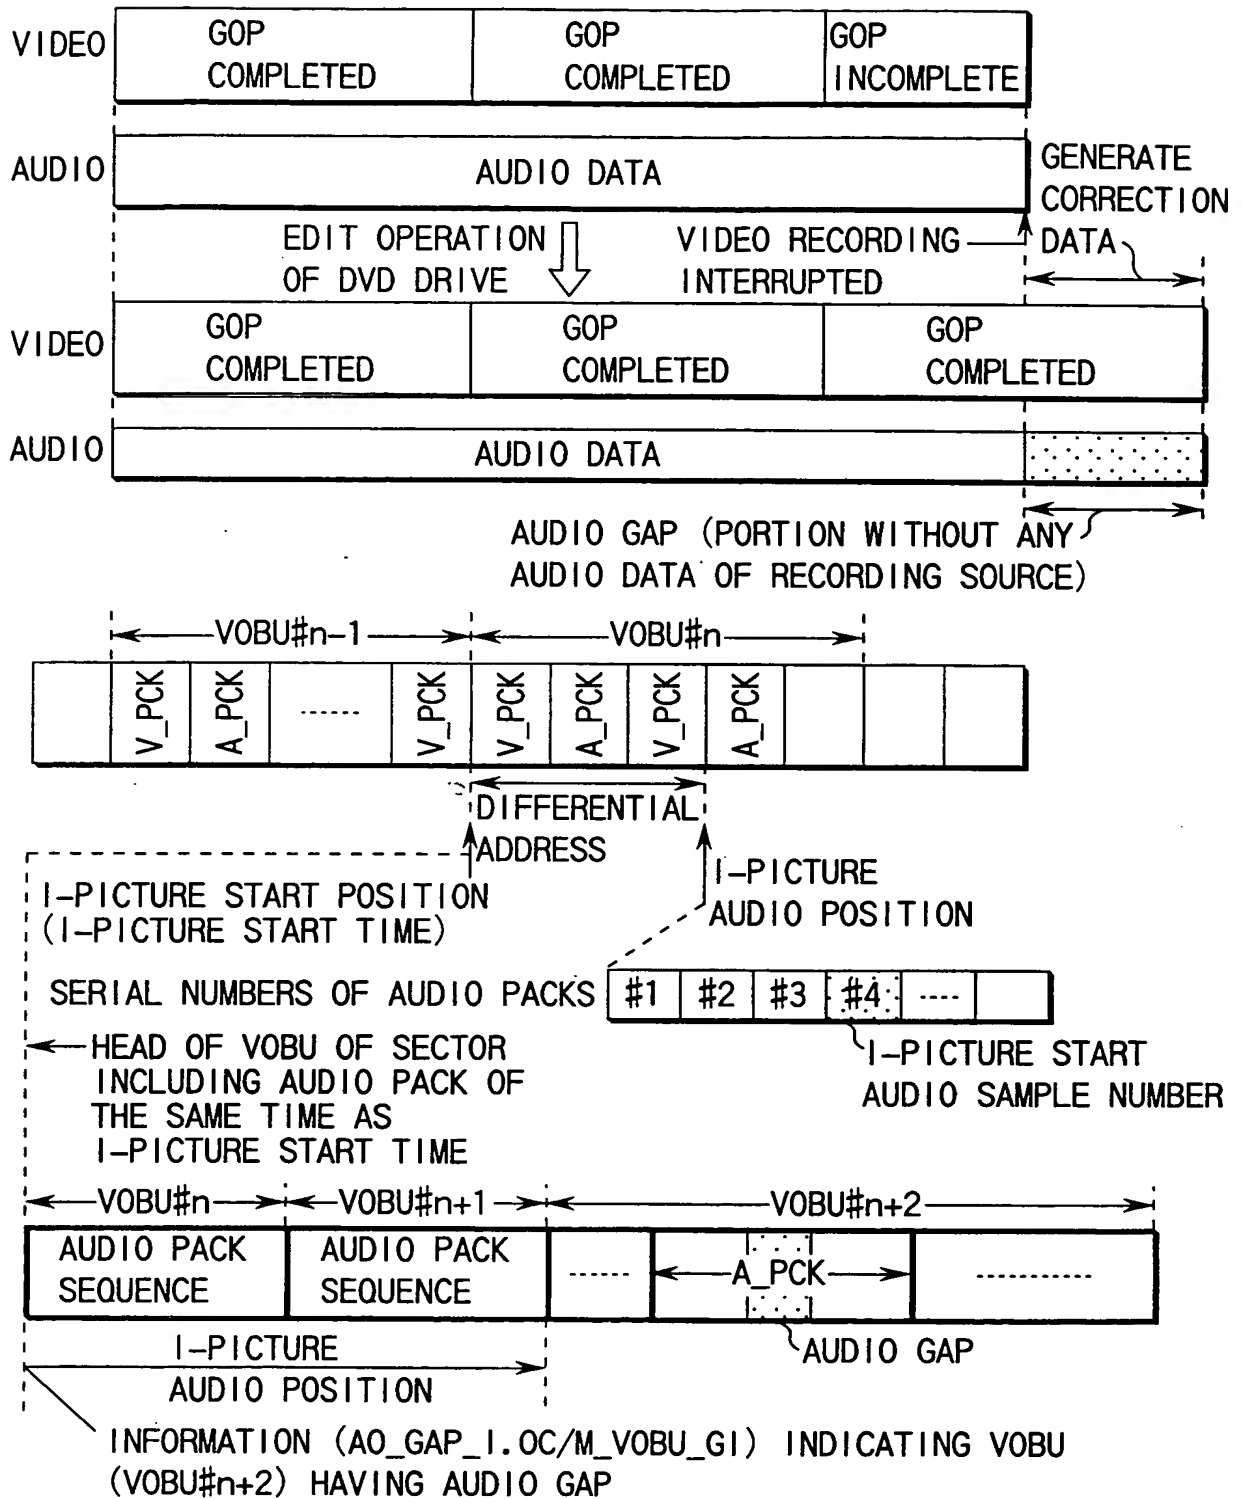 VIDEO
GOP COMPLETED
GOP COMPLETED
GOP INCOMPLETE
AUDIO
AUDIO DATA
GENERATE CORRECTION DATA
EDIT OPERATION OF DVD DRIVE
VIDEO RECORDING INTERRUPTED
VIDEO
GOP COMPLETED
GOP COMPLETED
GOP COMPLETED
AUDIO
AUDIO DATA
AUDIO GAP (PORTION WITHOUT ANY
AUDIO DATA OF RECORDING SOURCE)
VOBU#n-1
VOBU#n
V_PCK
A_PCK
------
V_PCK
V_PCK
A_PCK
V_PCK
A_PCK
DIFFERENTIAL
ADDRESS
I-PICTURE START POSITION
(I-PICTURE START TIME)
I-PICTURE
AUDIO POSITION
SERIAL NUMBERS OF AUDIO PACKS
#1 #2 #3 #4 ----
I-PICTURE START
AUDIO SAMPLE NUMBER
HEAD OF VOBU OF SECTOR
INCLUDING AUDIO PACK OF
THE SAME TIME AS
I-PICTURE START TIME
VOBU#n
VOBU#n+1
VOBU#n+2
AUDIO PACK SEQUENCE
AUDIO PACK SEQUENCE
------
A_PCK
-----------
AUDIO GAP
I-PICTURE
AUDIO POSITION
INFORMATION (AO_GAP_I.OC/M_VOBU_GI) INDICATING VOBU
(VOBU#n+2) HAVING AUDIO GAP